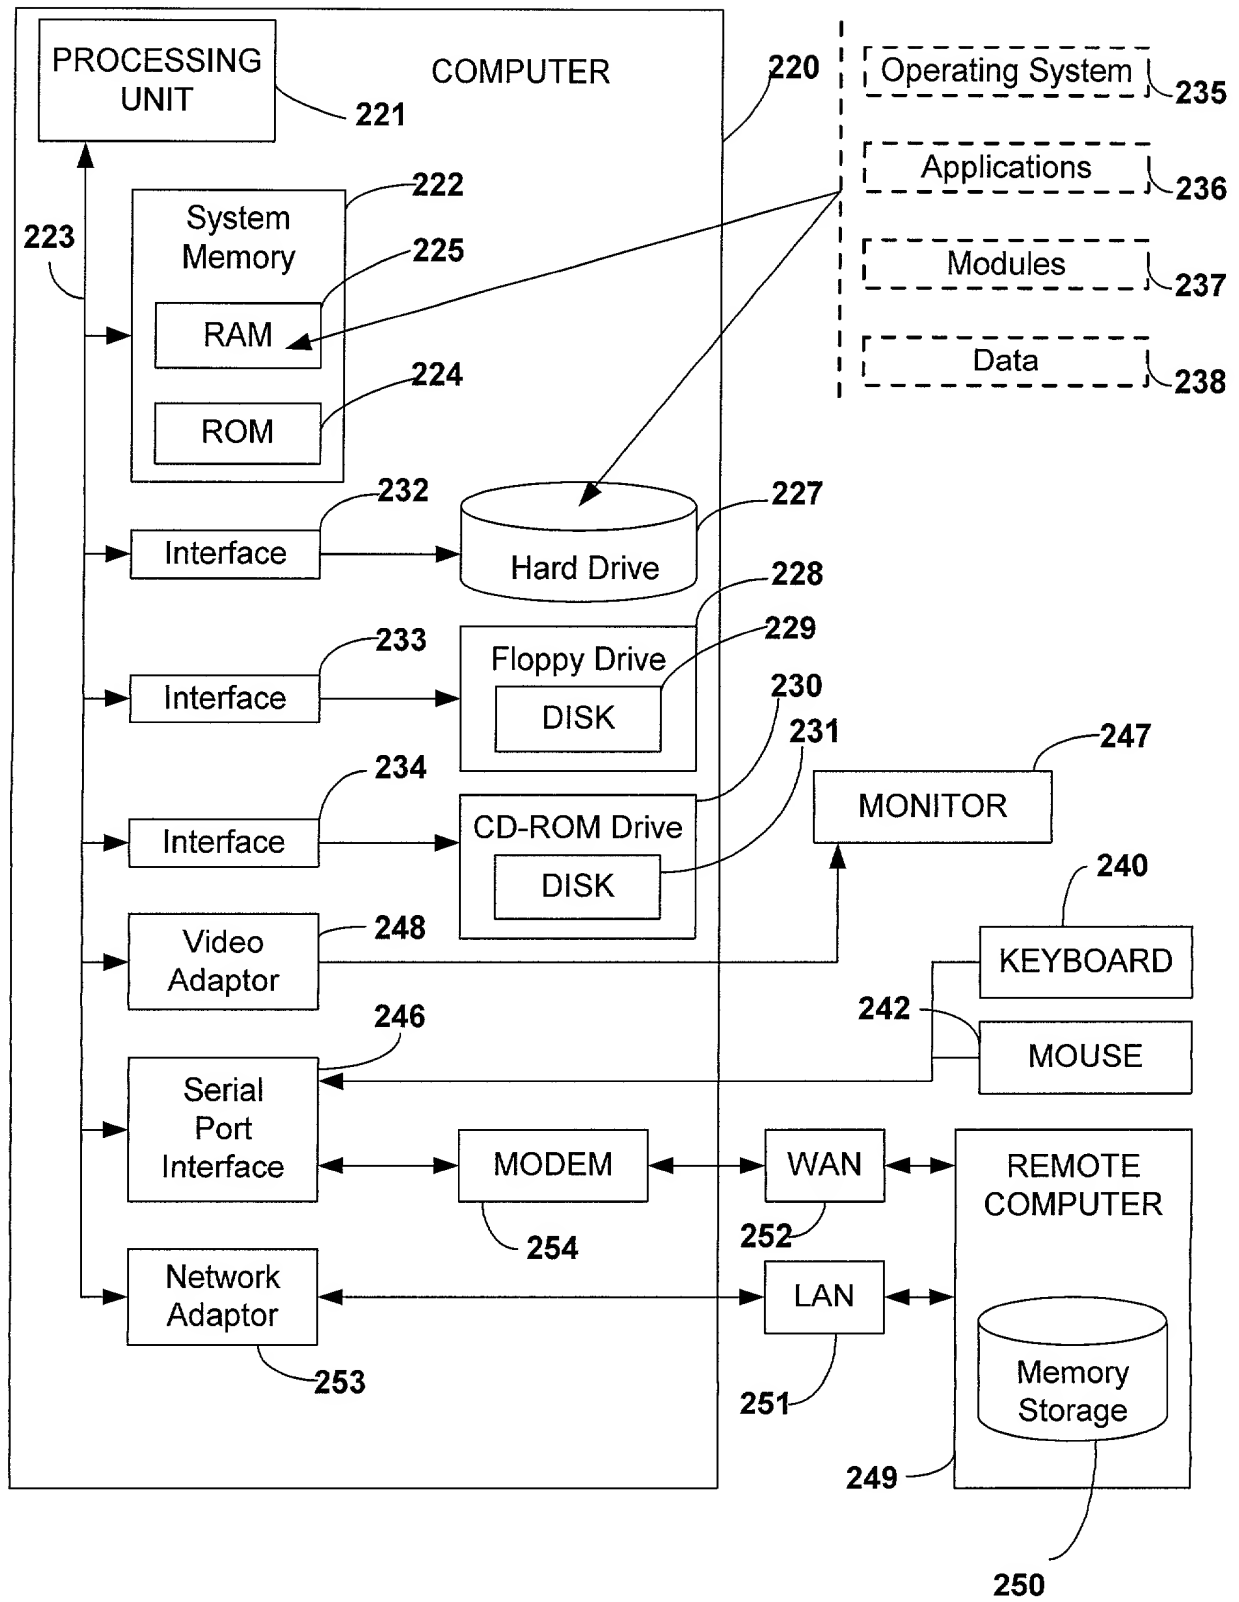 PROCESSING
UNIT
221
COMPUTER
220
Operating System
235
Applications
236
Modules
237
Data
238
223
222
System
Memory
225
RAM
224
ROM
232
Interface
227
Hard Drive
228
233
Interface
229
Floppy Drive
DISK
230
231
234
Interface
CD-ROM Drive
DISK
247
MONITOR
248
Video
Adaptor
240
KEYBOARD
242
MOUSE
246
Serial
Port
Interface
MODEM
254
WAN
252
REMOTE
COMPUTER
Network
Adaptor
253
LAN
251
Memory
Storage
249
250